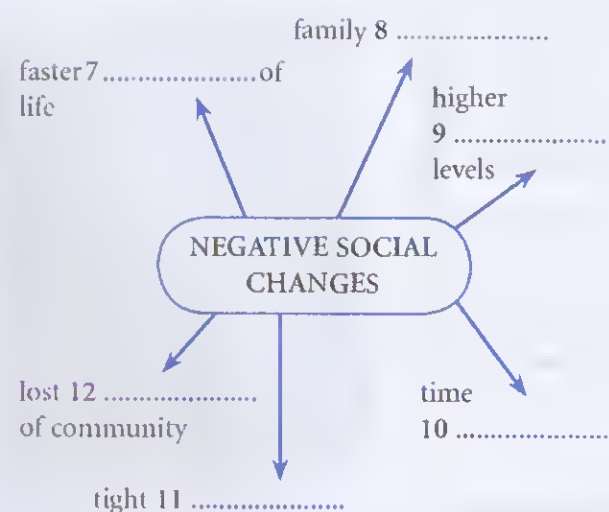 family 8 ....................
faster 7 .................... of
life
higher
9 ....................
levels
NEGATIVE SOCIAL
CHANGES
lost 12 ....................
of community
time
10 ....................
tight 11 ....................